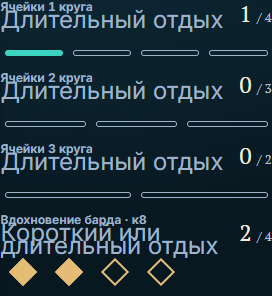 Ячейки 1 круга
Длительный отдых
1 / 4
Ячейки 2 круга
Длительный отдых
0 / 3
Ячейки 3 круга
Длительный отдых
0 / 2
Вдохновение барда · к8
Короткий или
длительный отдых
2 / 4